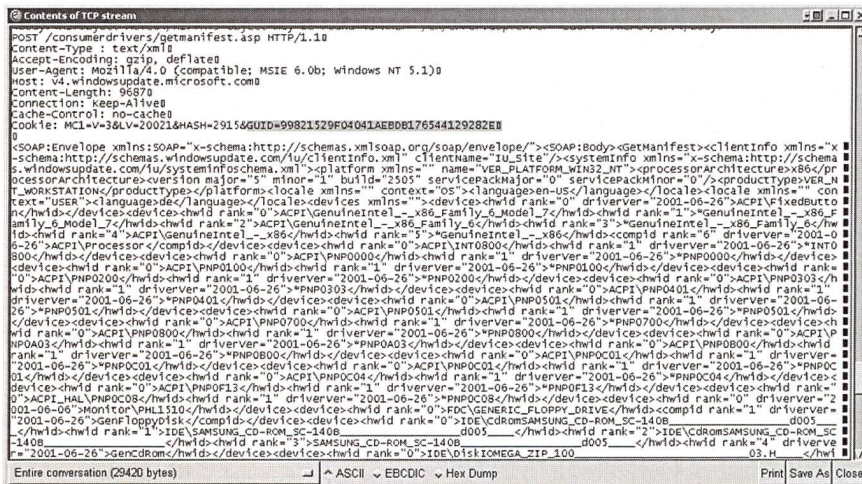 Contents of TCP stream
POST /consumerdrivers/getmanifest.asp HTTP/1.1
Content-Type : text/xml
Accept-Encoding: gzip, deflate
User-Agent: Mozilla/4.0 (compatible; MSIE 6.0b; Windows NT 5.1)
Host: v4.windowsupdate.microsoft.com
Content-Length: 9687
Connection: Keep-Alive
Cache-Control: no-cache
Cookie: MC1=V=3&LV=20021&HASH=2915&GUID=99821529F04041AEBDB176544129282E
<SOAP:Envelope xmlns:SOAP="x-schema:http://schemas.xmlsoap.org/soap/envelope/"><SOAP:Body><GetManifest><clientInfo xmlns="x
-schema:http://schemas.windowsupdate.com/iu/clientInfo.xml" clientName="IU_Site"/><systemInfo xmlns="x-schema:http://schema
s.windowsupdate.com/iu/systeminfoschema.xml"><platform xmlns="" name="VER_PLATFORM_WIN32_NT"><processorArchitecture>x86</pr
ocessorArchitecture><version major="5" minor="1" build="2505" servicePackMajor="0" servicePackMinor="0"/><productType>VER_N
T_WORKSTATION</productType></platform><locale xmlns="" context="OS"><language>en-US</language></locale><locale xmlns="" con
text="USER"><language>de</language></locale><devices xmlns=""><device><hwid rank="0" driverver="2001-06-26">ACPI\FixedButto
n</hwid></device><device><hwid rank="0">ACPI\GenuineIntel_-_x86_Family_6_Model_7</hwid><hwid rank="1">*GenuineIntel_-_x86_F
amily_6_Model_7</hwid><hwid rank="2">ACPI\GenuineIntel_-_x86_Family_6</hwid><hwid rank="3">*GenuineIntel_-_x86_Family_6</hw
id><hwid rank="4">ACPI\GenuineIntel_-_x86</hwid><hwid rank="5">*GenuineIntel_-_x86</hwid><compid rank="6" driverver="2001-0
6-26">ACPI\Processor</compid></device><device><hwid rank="0">ACPI\INT0800</hwid><hwid rank="1" driverver="2001-06-26">*INT0
800</hwid></device><device><hwid rank="0">ACPI\PNP0000</hwid><hwid rank="1" driverver="2001-06-26">*PNP0000</hwid></device>
<device><hwid rank="0">ACPI\PNP0100</hwid><hwid rank="1" driverver="2001-06-26">*PNP0100</hwid></device><device><hwid rank=
"0">ACPI\PNP0200</hwid><hwid rank="1" driverver="2001-06-26">*PNP0200</hwid></device><device><hwid rank="0">ACPI\PNP0303</h
wid><hwid rank="1" driverver="2001-06-26">*PNP0303</hwid></device><device><hwid rank="0">ACPI\PNP0401</hwid><hwid rank="1"
driverver="2001-06-26">*PNP0401</hwid></device><device><hwid rank="0">ACPI\PNP0501</hwid><hwid rank="1" driverver="2001-06-
26">*PNP0501</hwid></device><device><hwid rank="0">ACPI\PNP0501</hwid><hwid rank="1" driverver="2001-06-26">*PNP0501</hwid>
</device><device><hwid rank="0">ACPI\PNP0700</hwid><hwid rank="1" driverver="2001-06-26">*PNP0700</hwid></device><device><h
wid rank="0">ACPI\PNP0800</hwid><hwid rank="1" driverver="2001-06-26">*PNP0800</hwid></device><device><hwid rank="0">ACPI\P
NP0A03</hwid><hwid rank="1" driverver="2001-06-26">*PNP0A03</hwid></device><device><hwid rank="0">ACPI\PNP0B00</hwid><hwid
rank="1" driverver="2001-06-26">*PNP0B00</hwid></device><device><hwid rank="0">ACPI\PNP0C01</hwid><hwid rank="1" driverver=
"2001-06-26">*PNP0C01</hwid></device><device><hwid rank="0">ACPI\PNP0C01</hwid><hwid rank="1" driverver="2001-06-26">*PNP0C
01</hwid></device><device><hwid rank="0">ACPI\PNP0C04</hwid><hwid rank="1" driverver="2001-06-26">*PNP0C04</hwid></device><
device><hwid rank="0">ACPI\PNP0F13</hwid><hwid rank="1" driverver="2001-06-26">*PNP0F13</hwid></device><device><hwid rank="
0">ACPI_HAL\PNP0C08</hwid><hwid rank="1" driverver="2001-06-26">*PNP0C08</hwid></device><device><hwid rank="0" driverver="2
001-06-06">Monitor\PHL1510</hwid></device><device><hwid rank="0">FDC\GENERIC_FLOPPY_DRIVE</hwid><compid rank="1" driverver=
"2001-06-26">GenFloppyDisk</compid></device><device><hwid rank="0">IDE\CdRomSAMSUNG_CD-ROM_SC-140B____________________d005____
_</hwid><hwid rank="1">IDE\SAMSUNG_CD-ROM_SC-140B____________________d005____</hwid><hwid rank="2">IDE\CdRomSAMSUNG_CD-ROM_SC
-140B____________________</hwid><hwid rank="3">SAMSUNG_CD-ROM_SC-140B____________________d005____</hwid><hwid rank="4" driverve
r="2001-06-26">GenCdRom</hwid></device><device><hwid rank="0">IDE\DiskIOMEGA_ZIP_100____________________03.H____</hwi
Entire conversation (29420 bytes)
ASCII EBCDIC Hex Dump
Print Save As Close